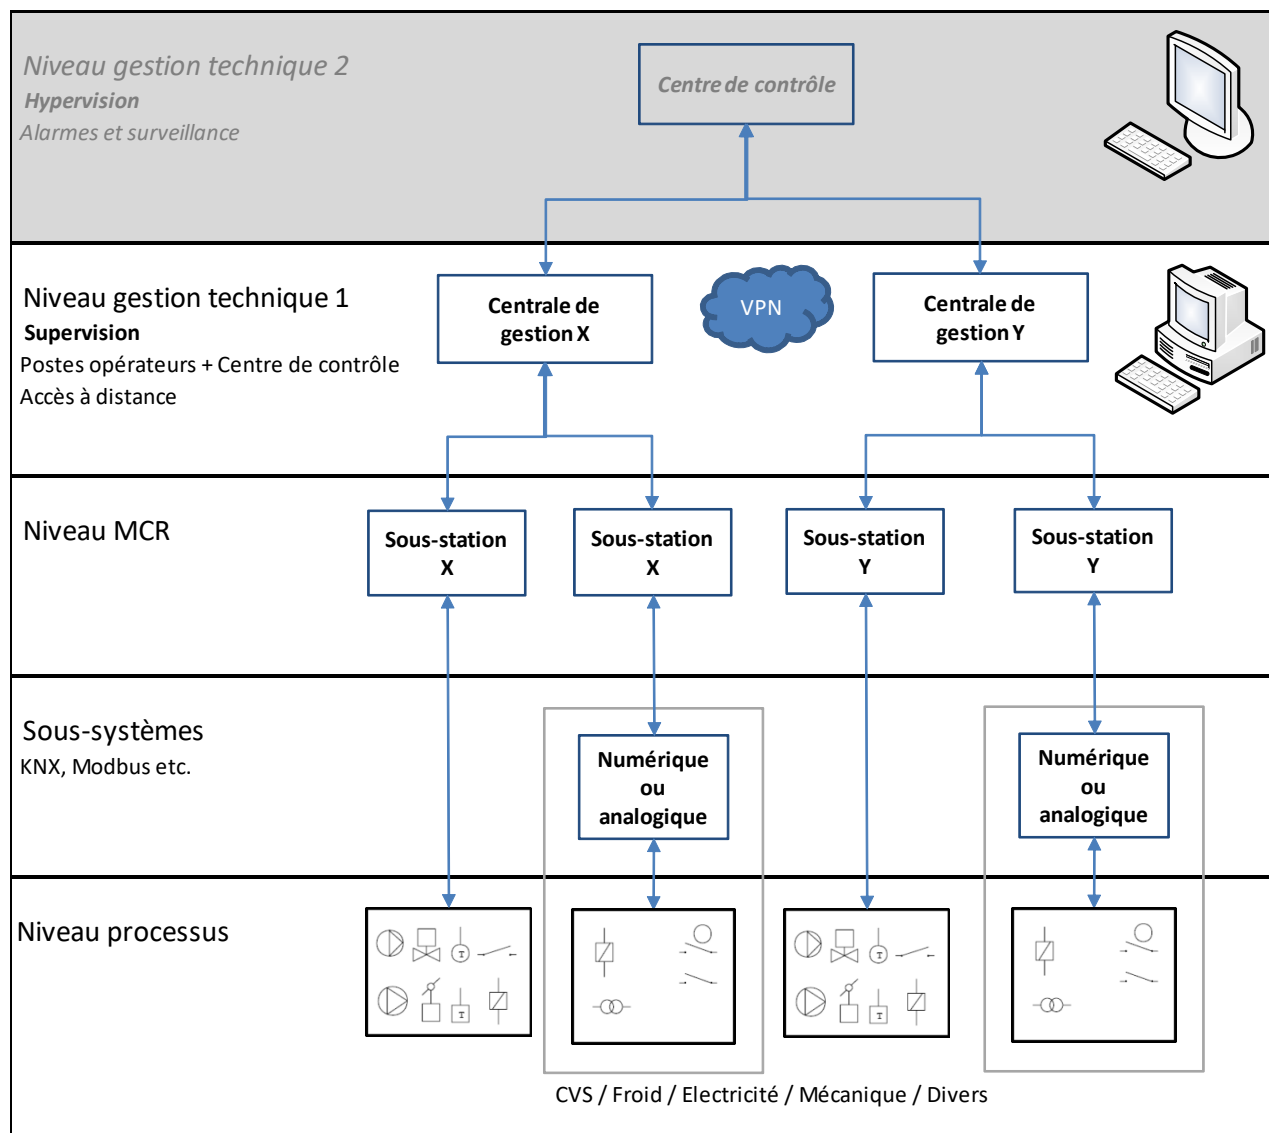 Niveau gestion technique 2
Hypervision
Alarmes et surveillance
Centre de contrôle
Niveau gestion technique 1
Supervision
Postes opérateurs + Centre de contrôle
Accès à distance
Centrale de
gestion X
VPN
Centrale de
gestion Y
Niveau MCR
Sous-station
X
Sous-station
X
Sous-station
Y
Sous-station
Y
Sous-systèmes
KNX, Modbus etc.
Numérique
ou
analogique
Numérique
ou
analogique
Niveau processus
T
T
T
T
CVS / Froid / Electricité / Mécanique / Divers